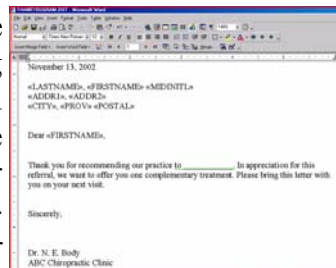 November 13, 2002
«LASTNAME», «FIRSTNAME» «MIDINITL»
«ADDR1», «ADDR2»
«CITY», «PROV» «POSTAL»
Dear «FIRSTNAME»,
Thank you for recommending our practice to____________. In appreciation for this
referral, we want to offer you one complementary treatment. Please bring this letter with
you on your next visit.
Sincerely,
Dr. N. E. Body
ABC Chiropractic Clinic